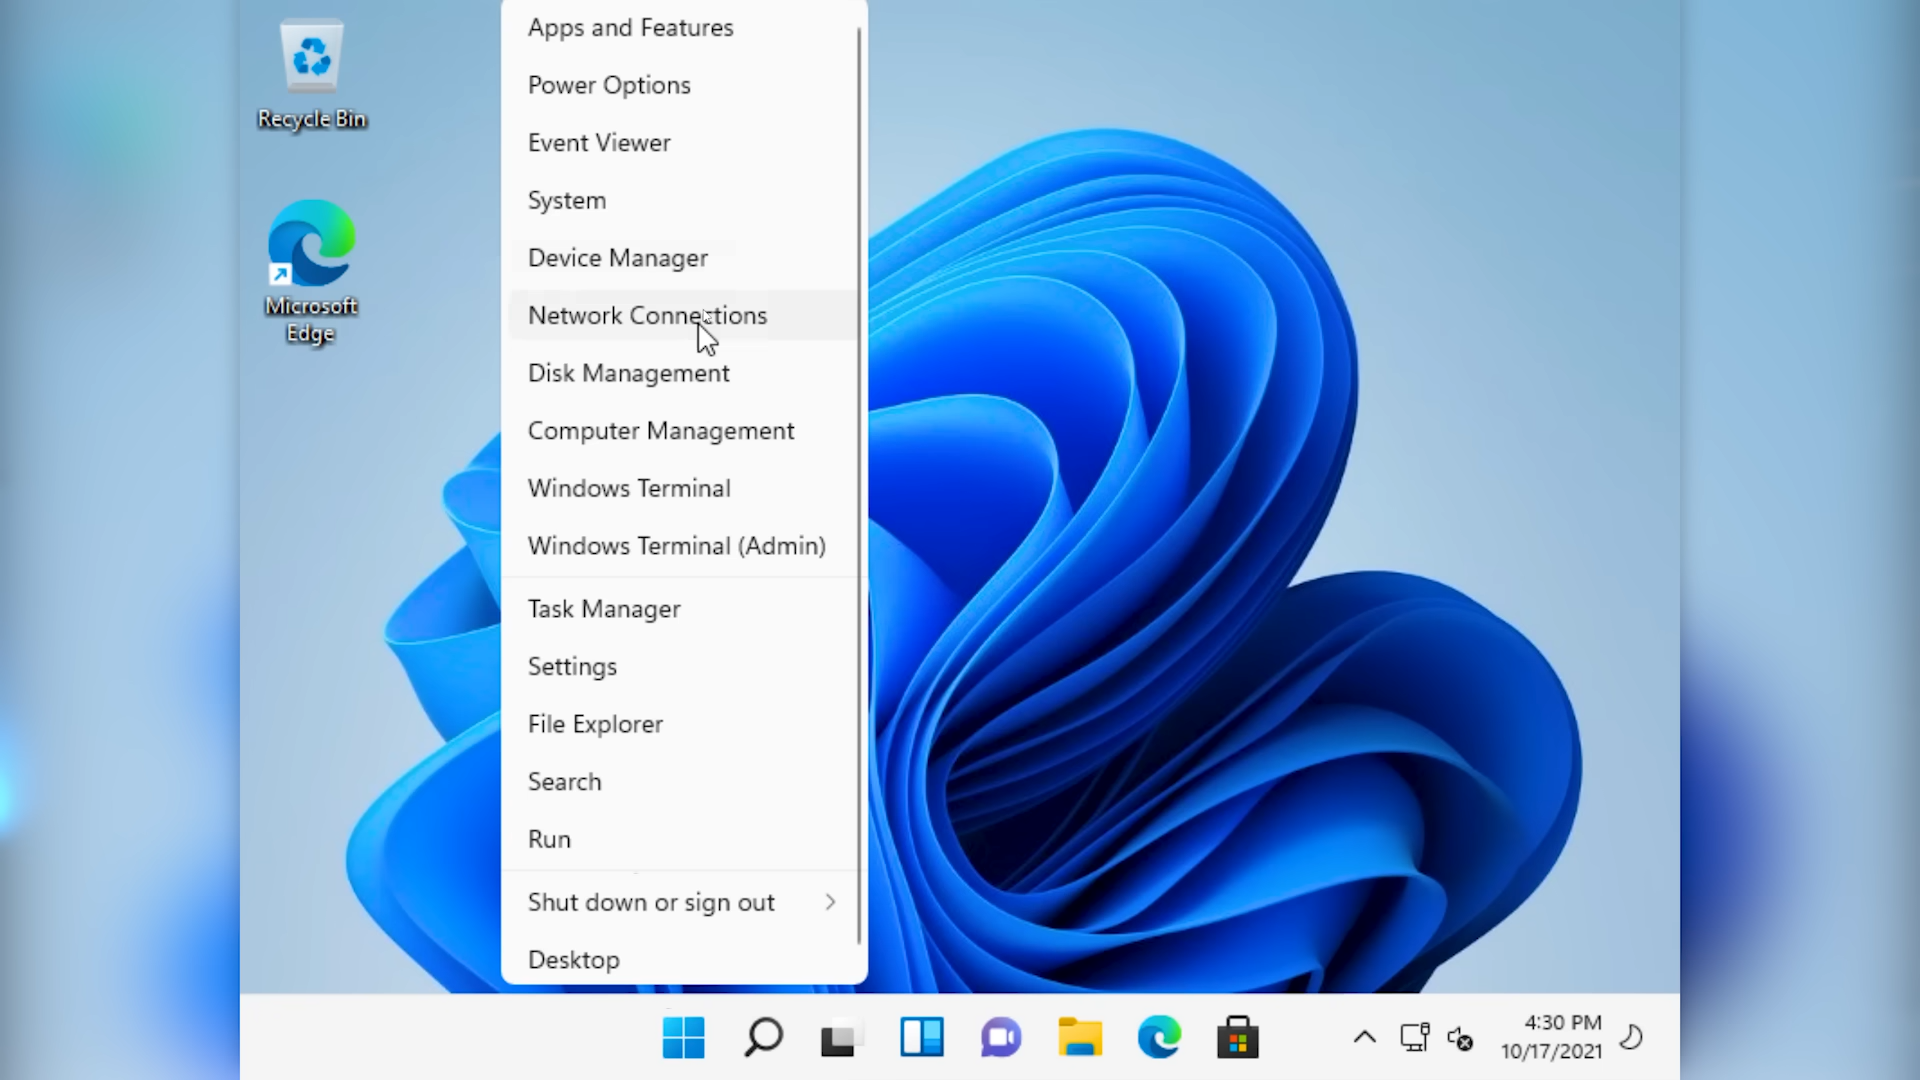 Recycle Bin
Microsoft
Edge
Apps and Features
Power Options
Event Viewer
System
Device Manager
Network Connections
Disk Management
Computer Management
Windows Terminal
Windows Terminal (Admin)
Task Manager
Settings
File Explorer
Search
Run
Shut down or sign out
Desktop
4:30 PM
10/17/2021